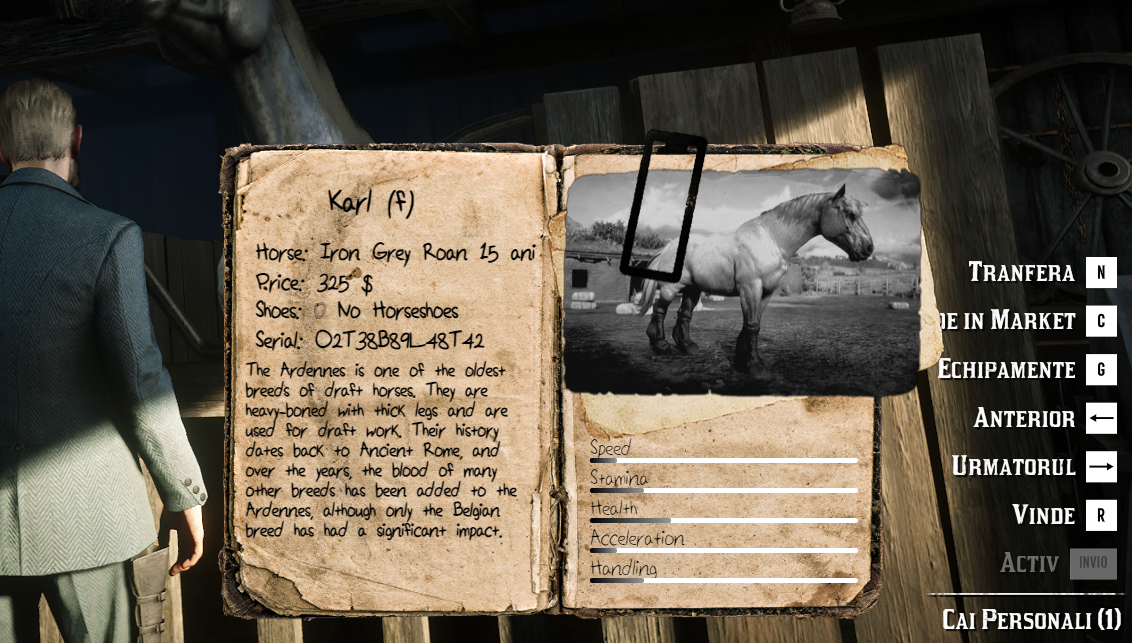 Karl (f)
Horse: Iron Grey Roan 15 ani
Price: 325 $
Shoes: No Horseshoes
Serial: O2T38B89L48T42
The Ardennes is one of the oldest
breeds of draft horses. They are
heavy-boned with thick legs and are
used for draft work. Their history
dates back to Ancient Rome, and
over the years, the blood of many
other breeds has been added to the
Ardennes, although only the Belgian
breed has had a significant impact.
Speed
Stamina
Health
Acceleration
Handling
Tranfera N
in Market C
Echipamente G
Anterior ←
Urmatorul →
Vinde R
Activ INVIO
Cai Personali (1)